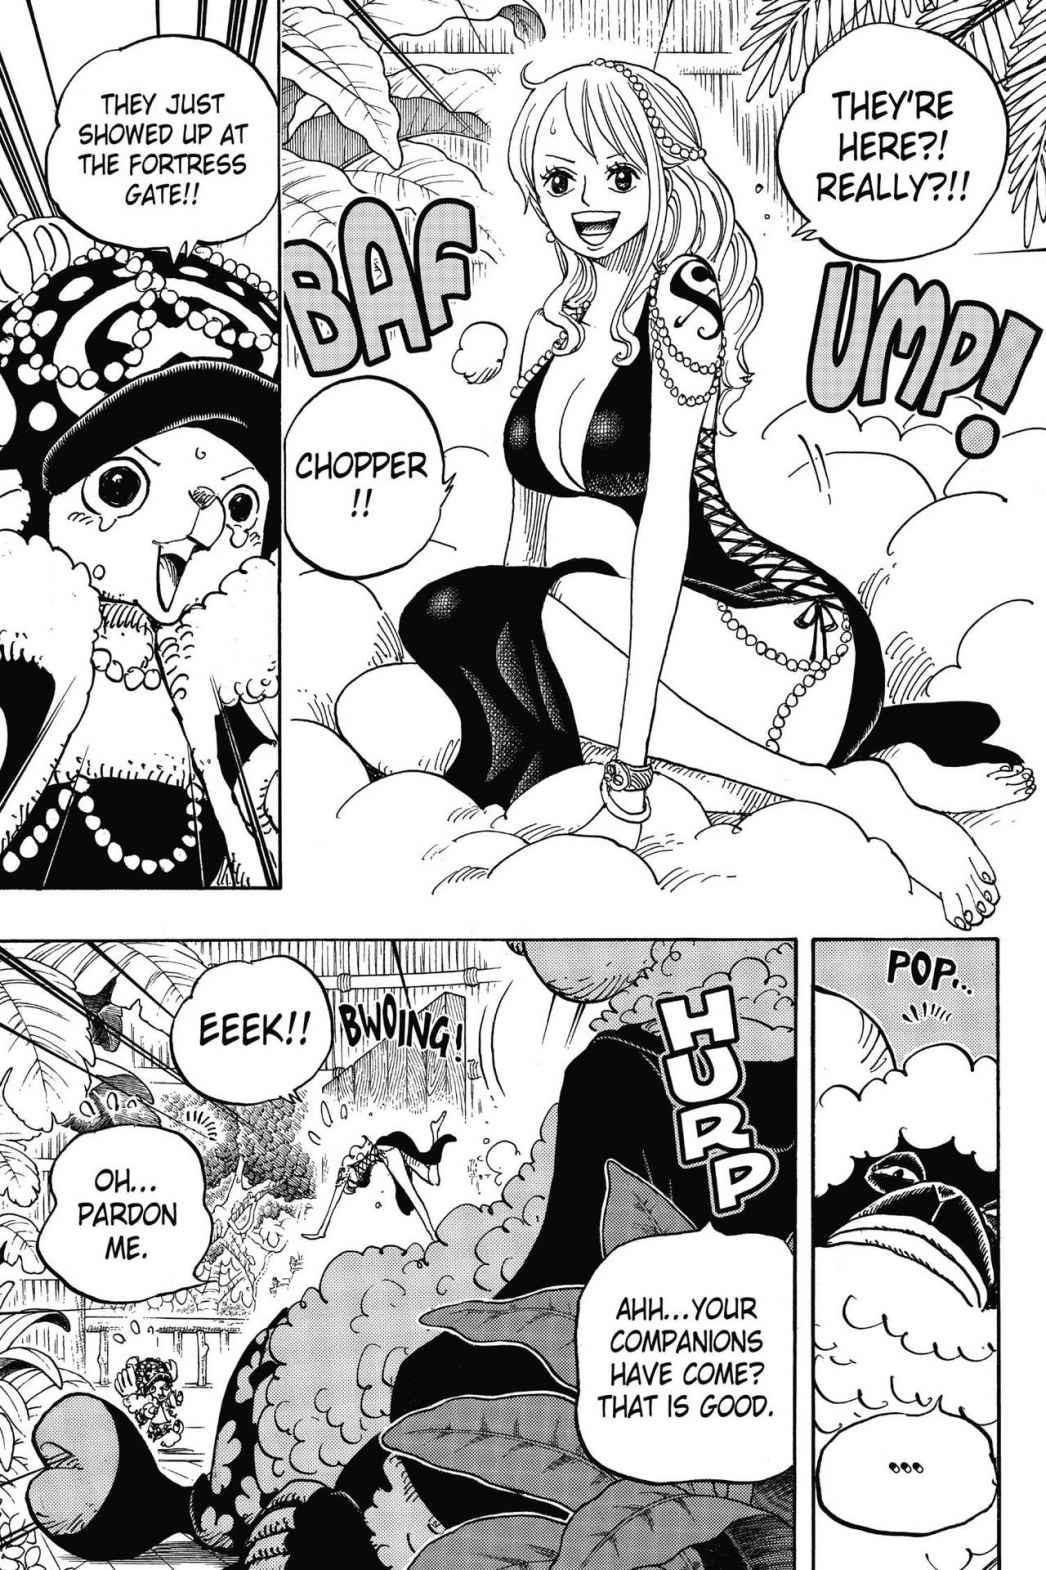 THEY'RE
HERE?!
REALLY?!!
UMP!
BAF
CHOPPER
!!
THEY JUST
SHOWED UP AT
THE FORTRESS
GATE!!
POP...
...
HURP
AHH...YOUR
COMPANIONS
HAVE COME?
THAT IS GOOD.
BWOING!
EEEK!!
OH...
PARDON
ME.